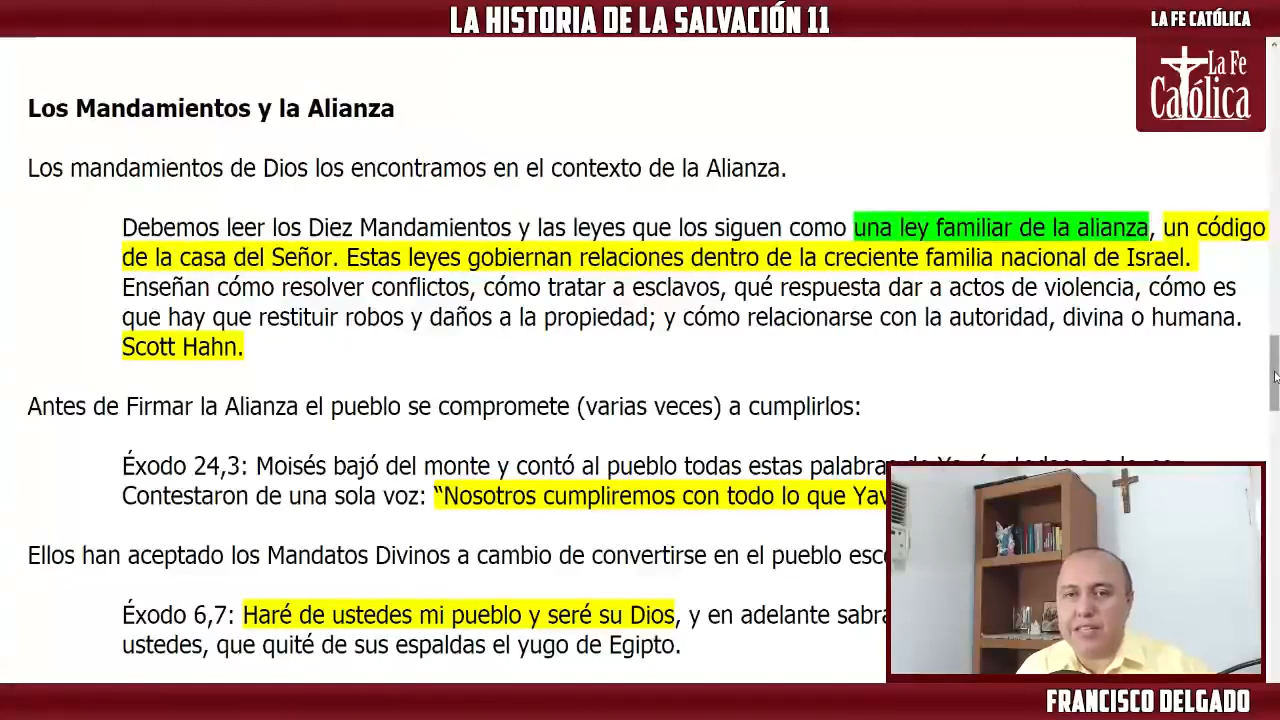 LA HISTORIA DE LA SALVACIÓN 11
LA FE CATÓLICA
La Fe
Católica
Los Mandamientos y la Alianza
Los mandamientos de Dios los encontramos en el contexto de la Alianza.
Debemos leer los Diez Mandamientos y las leyes que los siguen como una ley familiar de la alianza, un código
de la casa del Señor. Estas leyes gobiernan relaciones dentro de la creciente familia nacional de Israel.
Enseñan cómo resolver conflictos, cómo tratar a esclavos, qué respuesta dar a actos de violencia, cómo es
que hay que restituir robos y daños a la propiedad; y cómo relacionarse con la autoridad, divina o humana.
Scott Hahn.
Antes de Firmar la Alianza el pueblo se compromete (varias veces) a cumplirlos:
Éxodo 24,3: Moisés bajó del monte y contó al pueblo todas estas palabras
Contestaron de una sola voz: “Nosotros cumpliremos con todo lo que Yav
Ellos han aceptado los Mandatos Divinos a cambio de convertirse en el pueblo esc
Éxodo 6,7: Haré de ustedes mi pueblo y seré su Dios, y en adelante sabrá
ustedes, que quité de sus espaldas el yugo de Egipto.
FRANCISCO DELGADO